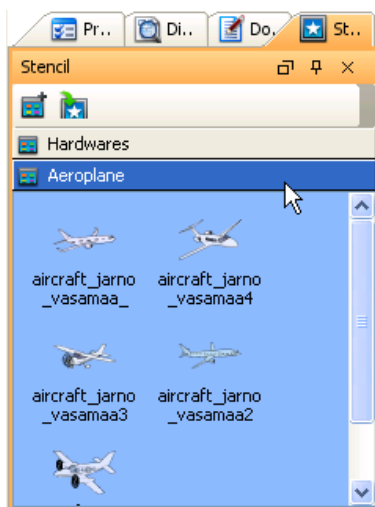 Pr.. Di.. Do. St..
Stencil
Hardwares
Aeroplane
aircraft_jarno aircraft_jarno
_vasamaa_ _vasamaa4
aircraft_jarno aircraft_jarno
_vasamaa3 _vasamaa2